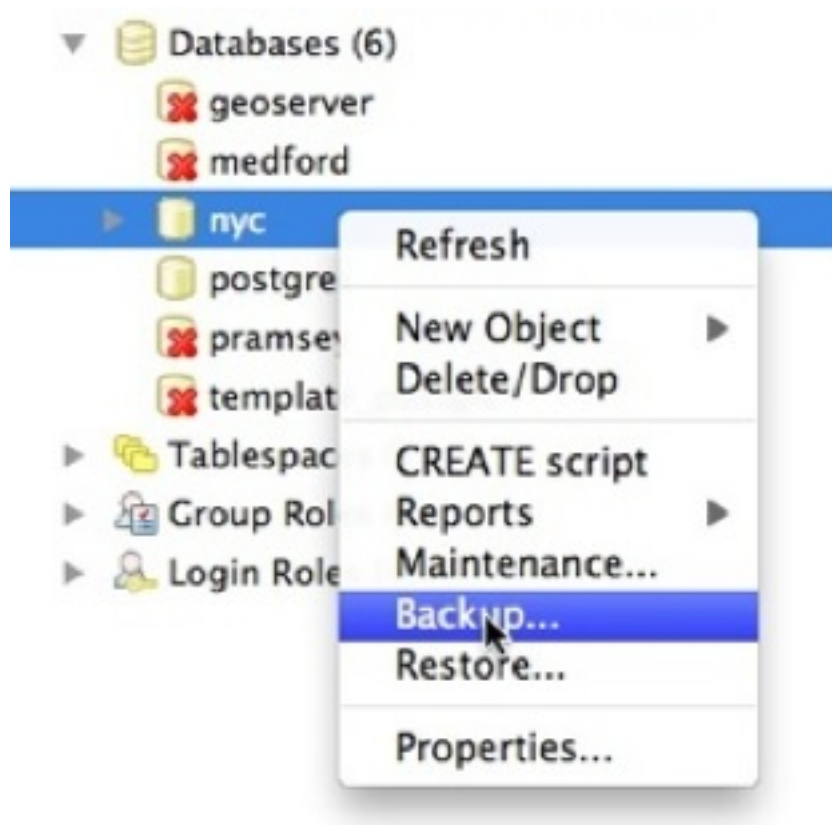 Databases (6)
geoserver
medford
nyc
postgre
pramsey
templat
Tablespac
Group Rol
Login Role
Refresh
New Object
Delete/Drop
CREATE script
Reports
Maintenance...
Backup...
Restore...
Properties...